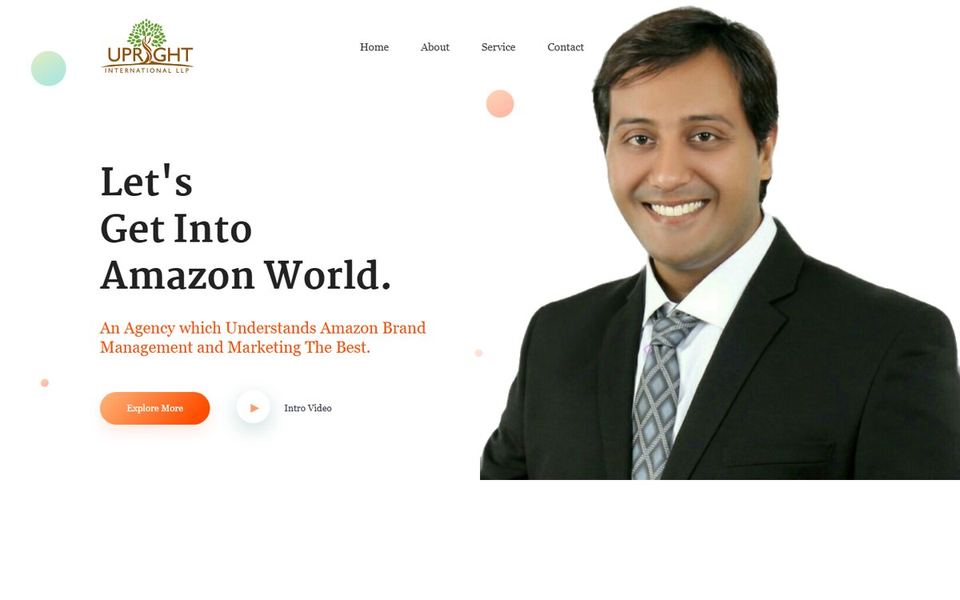 UPRIGHT
INTERNATIONAL LLP
Home About Service Contact
Let's
Get Into
Amazon World.
An Agency which Understands Amazon Brand
Management and Marketing The Best.
Explore More
Intro Video